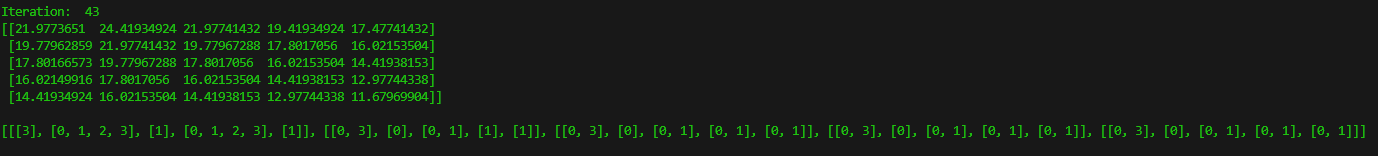 Iteration:  43
[[21.9773651  24.41934924 21.97741432 19.41934924 17.47741432]
 [19.77962859 21.97741432 19.77967288 17.8017056  16.02153504]
 [17.80166573 19.77967288 17.8017056  16.02153504 14.41938153]
 [16.02149916 17.8017056  16.02153504 14.41938153 12.97744338]
 [14.41934924 16.02153504 14.41938153 12.97744338 11.67969904]]
[[[3], [0, 1, 2, 3], [1], [0, 1, 2, 3], [1]], [[0, 3], [0], [0, 1], [1], [1]], [[0, 3], [0], [0, 1], [0, 1], [0, 1]], [[0, 3], [0], [0, 1], [0, 1], [0, 1]], [[0, 3], [0], [0, 1], [0, 1], [0, 1]]]